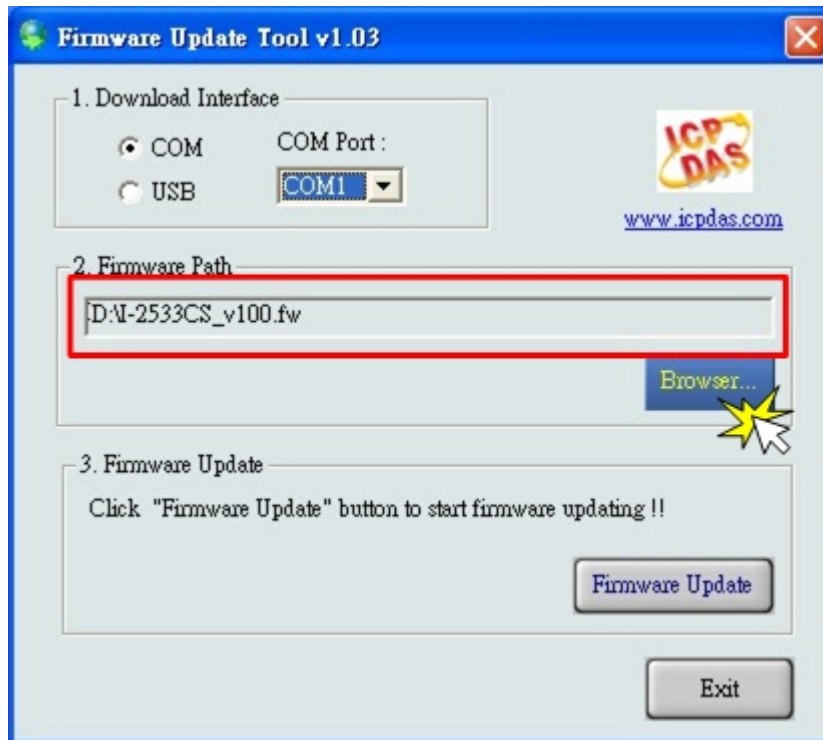 Firmware Update Tool v1.03
1. Download Interface
COM
COM Port :
USB
COM1
ICP
DAS
www.icpdas.com
2. Firmware Path
D:\I-2533CS_v100.fw
Browser...
3. Firmware Update
Click "Firmware Update" button to start firmware updating !!
Firmware Update
Exit